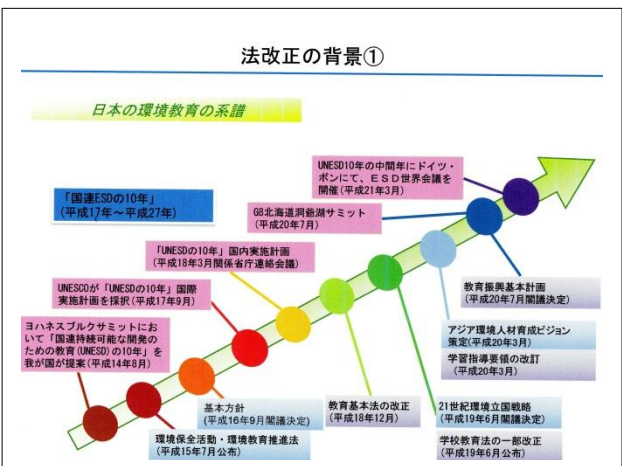 法改正の背景①
日本の環境教育の系譜
「国連ESDの10年」
(平成17年～平成27年)
UNESD10年の中間年にドイツ・
ボンにて、ESD世界会議を
開催(平成21年3月)
G8北海道洞爺湖サミット
(平成20年7月)
「UNESDの10年」国内実施計画
(平成18年3月関係省庁連絡会議)
UNESCOが「UNESDの10年」国際
実施計画を採択(平成17年9月)
ヨハネスブルクサミットにお
いて「国連持続可能な開発の
ための教育(UNESD)の10年」を
我が国が提案(平成14年8月)
教育振興基本計画
(平成20年7月閣議決定)
アジア環境人材育成ビジョン
策定(平成20年3月)
学習指導要領の改訂
(平成20年3月)
基本方針
(平成16年9月閣議決定)
教育基本法の改正
(平成18年12月)
21世紀環境立国戦略
(平成19年6月閣議決定)
環境保全活動・環境教育推進法
(平成15年7月公布)
学校教育法の一部改正
(平成19年6月公布)